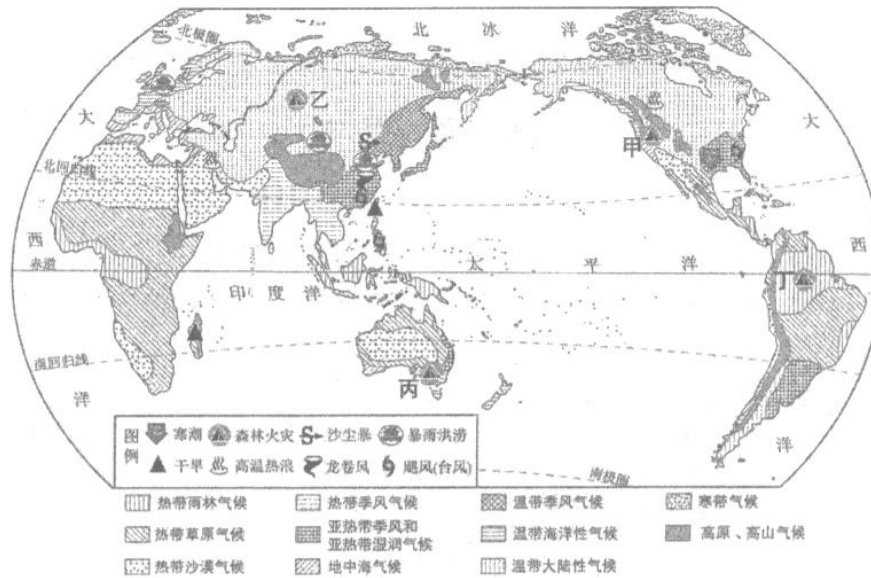 北冰洋
北极圈
大
乙
S
大
甲
北回归线
西
西
赤道
太平洋
印度洋
丁
南回归线
丙
洋
洋
图例
寒潮
森林火灾
S
沙尘暴
暴雨洪涝
干旱
高温热浪
龙卷风
飓风(台风)
南极圈
热带雨林气候
热带季风气候
温带季风气候
寒带气候
热带草原气候
亚热带季风和
亚热带湿润气候
温带海洋性气候
高原、高山气候
热带沙漠气候
地中海气候
温带大陆性气候